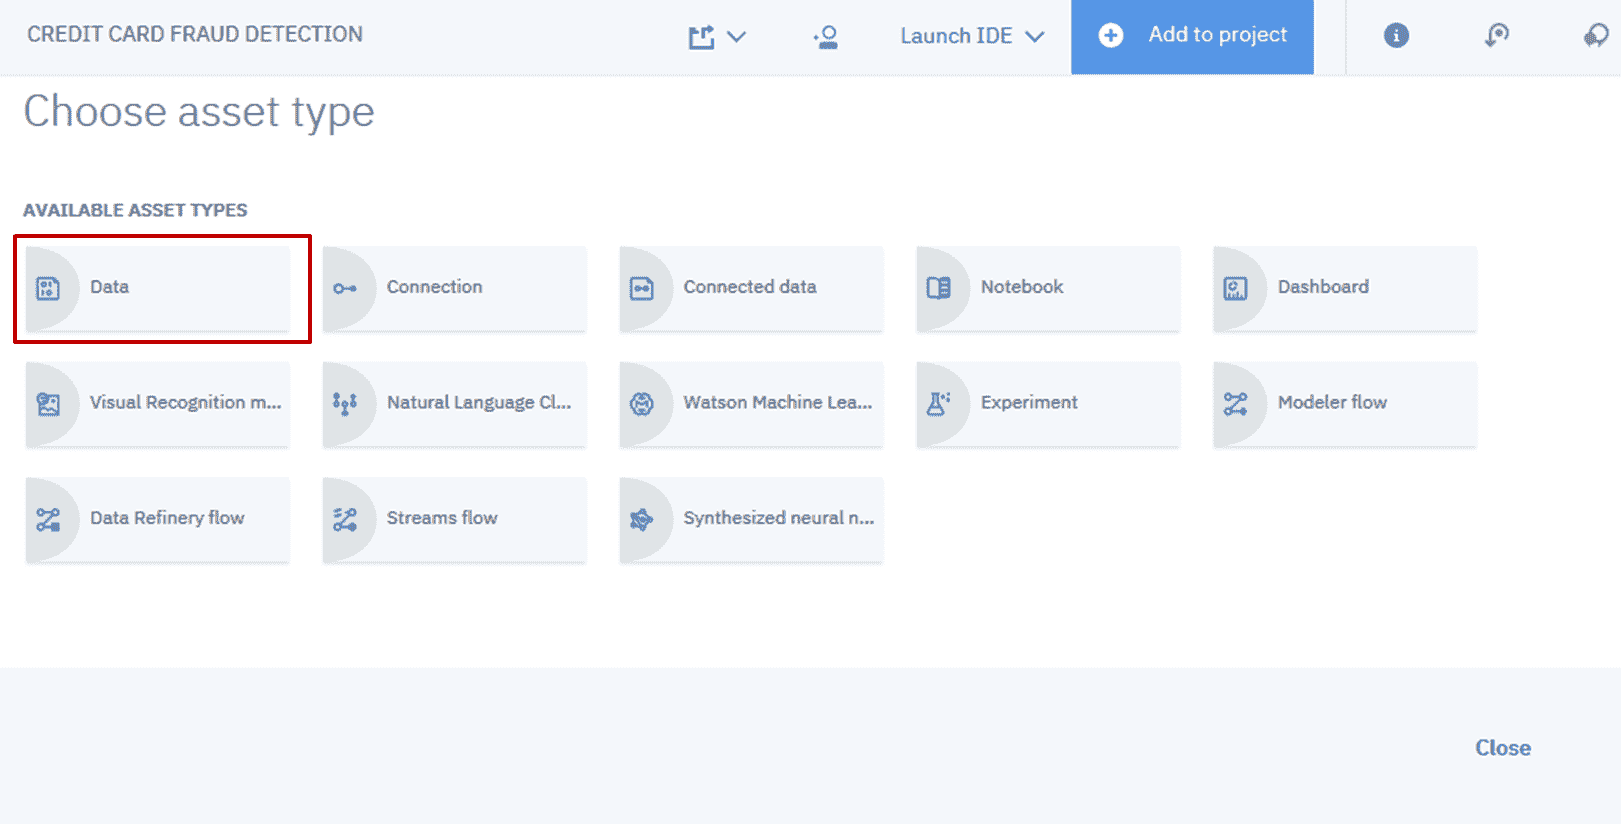 CREDIT CARD FRAUD DETECTION
Launch IDE
Add to project
Choose asset type
AVAILABLE ASSET TYPES
Data
Connection
Connected data
Notebook
Dashboard
Visual Recognition m...
Natural Language Cl...
Watson Machine Lea...
Experiment
Modeler flow
Data Refinery flow
Streams flow
Synthesized neural n...
Close